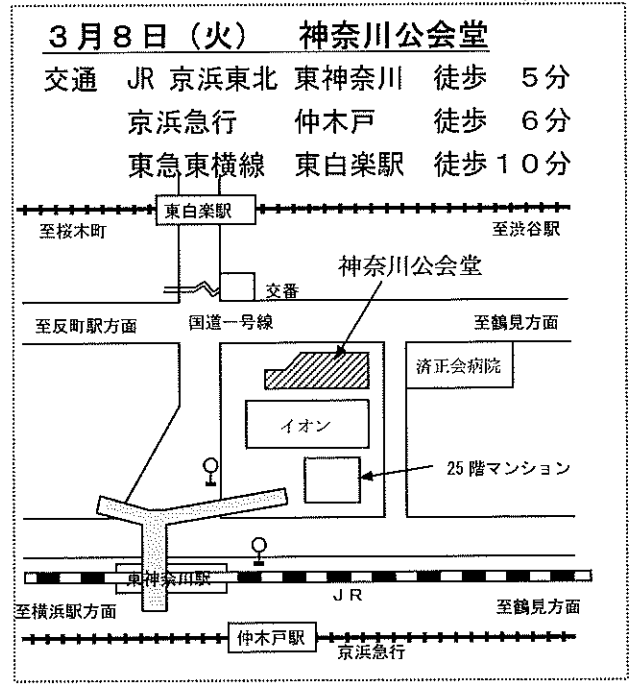 3月8日（火）　神奈川公会堂
交通　JR 京浜東北　東神奈川　徒歩　5分
京浜急行　仲木戸　徒歩　6分
東急東横線　東白楽駅　徒歩10分
東白楽駅
至桜木町
至渋谷駅
神奈川公会堂
交番
至反町駅方面
国道一号線
至鶴見方面
済正会病院
イオン
25階マンション
東神奈川駅
JR
至横浜駅方面
至鶴見方面
仲木戸駅
京浜急行